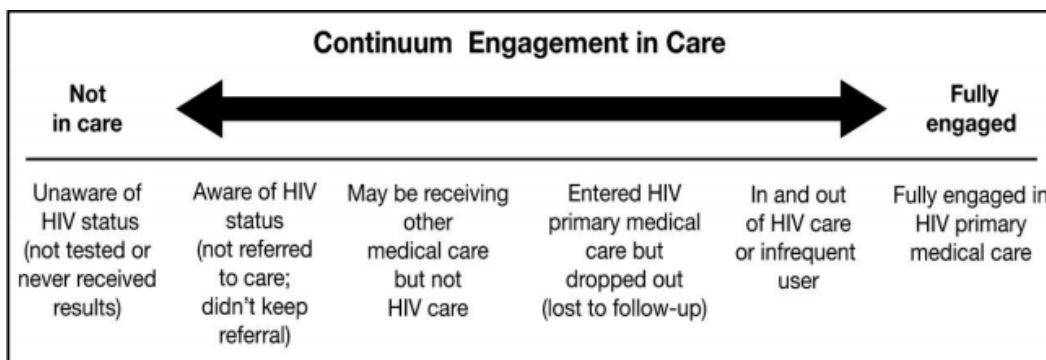 Continuum Engagement in Care
Not
in care
Fully
engaged
Unaware of
HIV status
(not tested or
never received
results)
Aware of HIV
status
(not referred
to care;
didn't keep
referral)
May be receiving
other
medical care
but not
HIV care
Entered HIV
primary medical
care but
dropped out
(lost to follow-up)
In and out
of HIV care
or infrequent
user
Fully engaged in
HIV primary
medical care